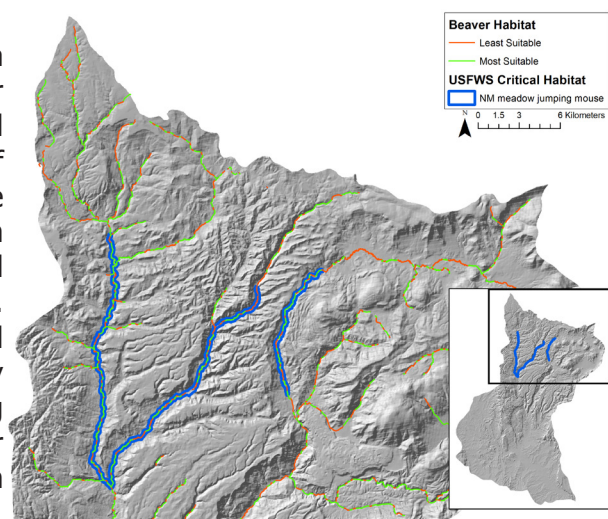 Beaver Habitat
Least Suitable
Most Suitable
USFWS Critical Habitat
NM meadow jumping mouse
N
0 1.5 3 6 Kilometers